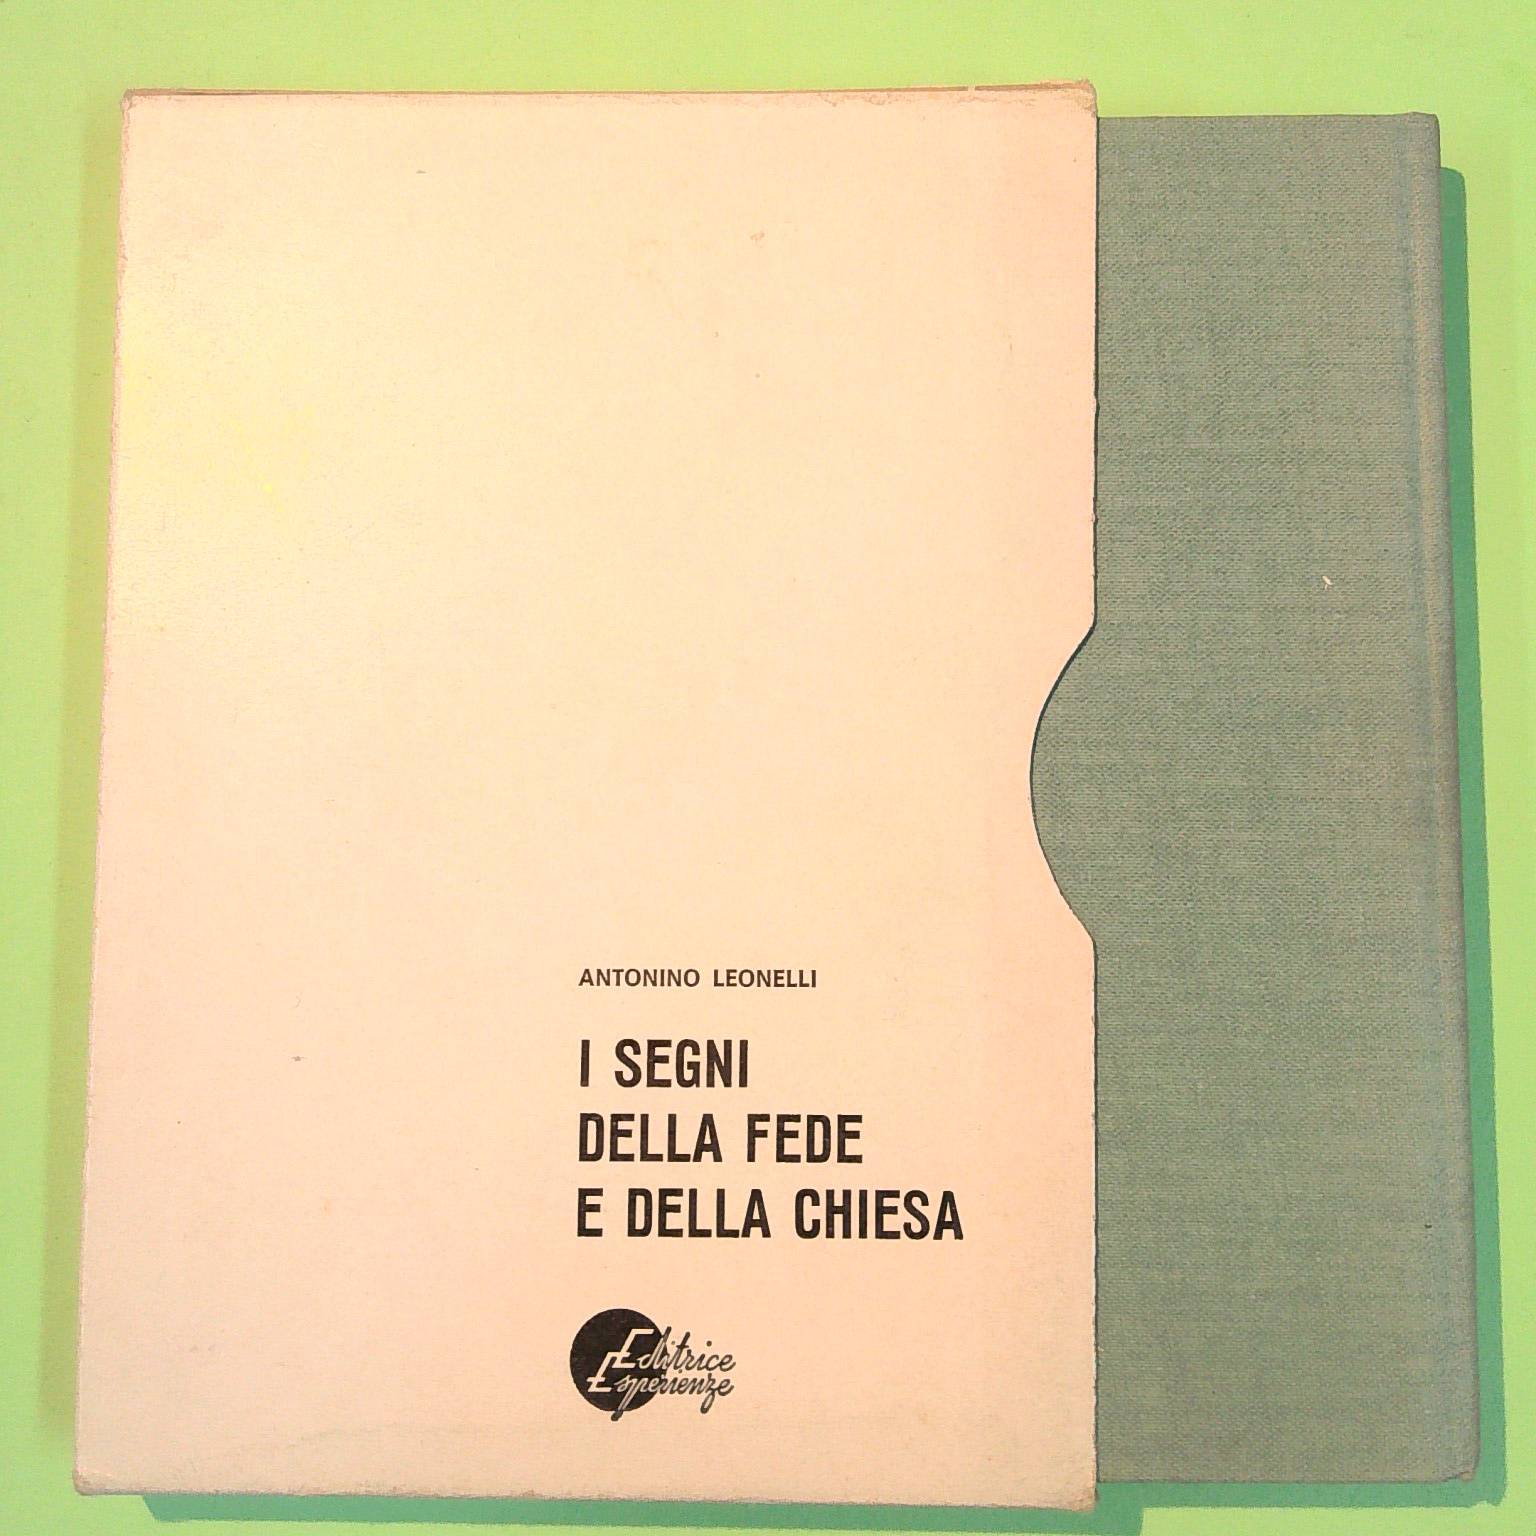 ANTONINO LEONELLI
I SEGNI
DELLA FEDE
E DELLA CHIESA
Editrice
Esperienze